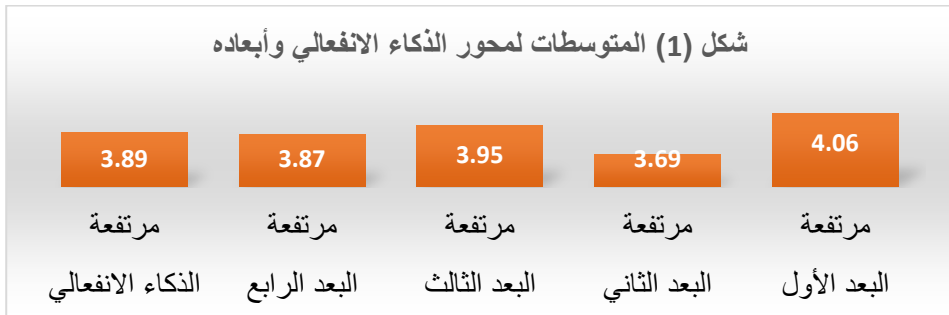 شكل (1) المتوسطات لمحور الذكاء الانفعالي وأبعاده
4.06 3.69 3.95 3.87 3.89
مرتفعة مرتفعة مرتفعة مرتفعة مرتفعة
البعد الأول البعد الثاني البعد الثالث البعد الرابع الذكاء الانفعالي